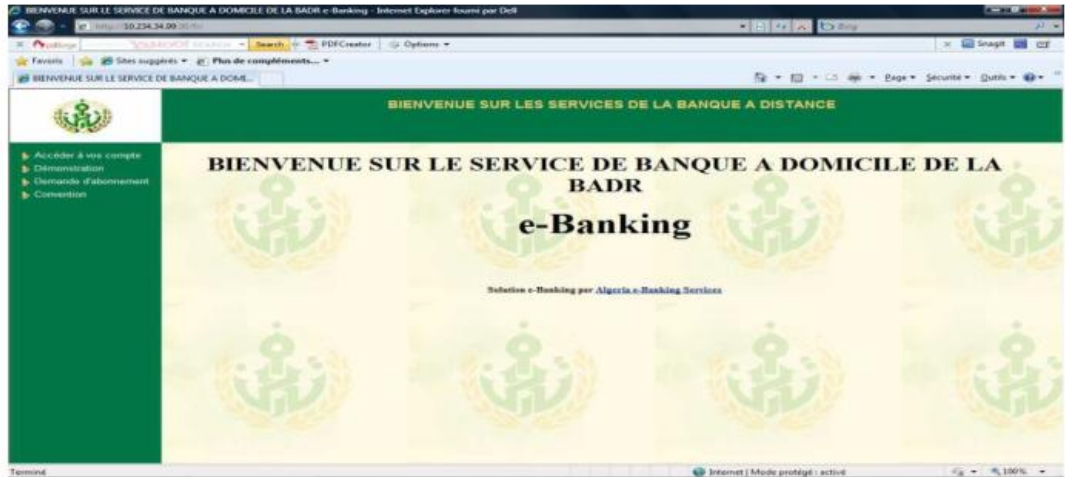 BIENVENUE SUR LE SERVICE DE BANQUE A DOMICILE DE LA BADR e-Banking - Internet Explorer fourni par Dell
Bing
Search PDFCreator Options Snagit
Favoris Sites suggérés Plus de compléments...
BIENVENUE SUR LE SERVICE DE BANQUE A DOMI...
Page Sécurité Outils
BIENVENUE SUR LES SERVICES DE LA BANQUE A DISTANCE
Accéder à vos compte
Démonstration
Demande d'abonnement
Convention
BIENVENUE SUR LE SERVICE DE BANQUE A DOMICILE DE LA
BADR
e-Banking
Solution e-Banking per Algeria e-Banking Services
Terminé Internet | Mode protégé : activé 100%